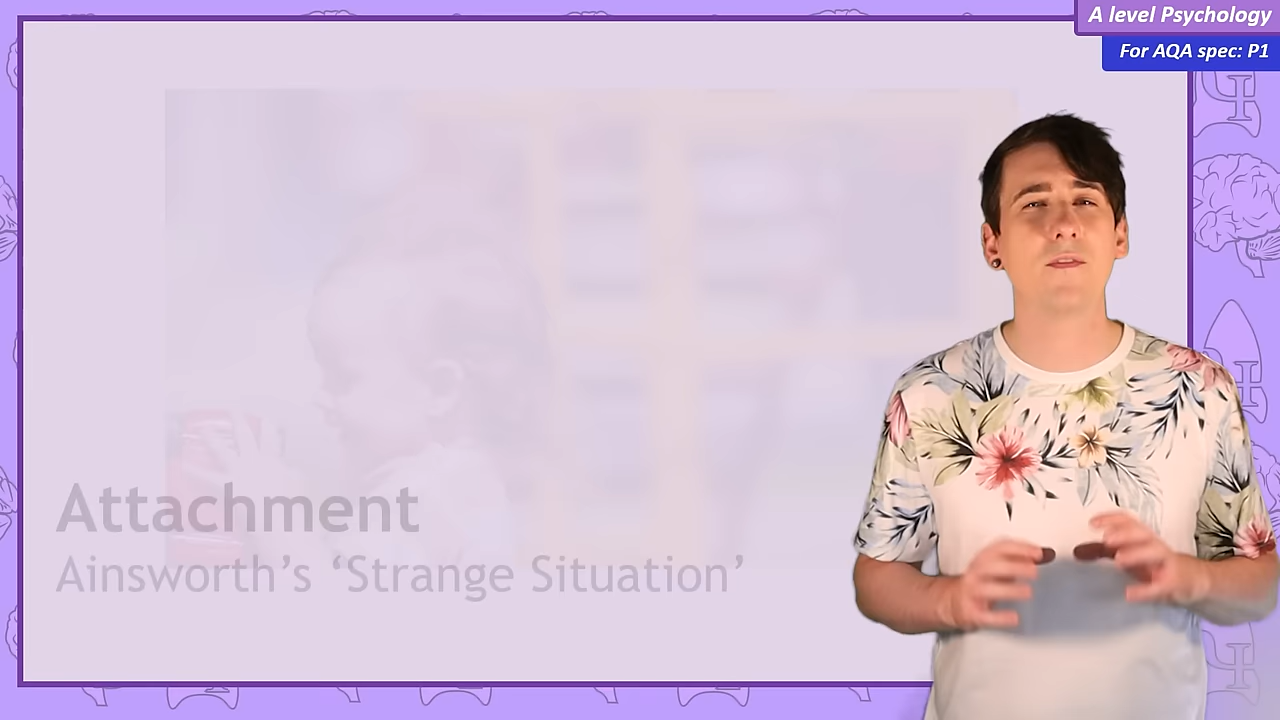 A level Psychology
For AQA spec: P1
Attachment
Ainsworth's 'Strange Situation'